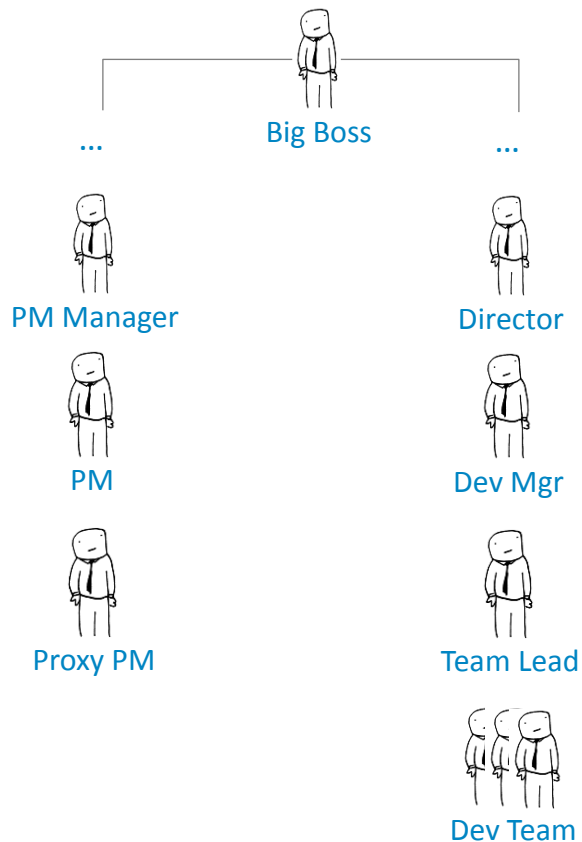 Big Boss
... ...
PM Manager Director
PM Dev Mgr
Proxy PM Team Lead
Dev Team